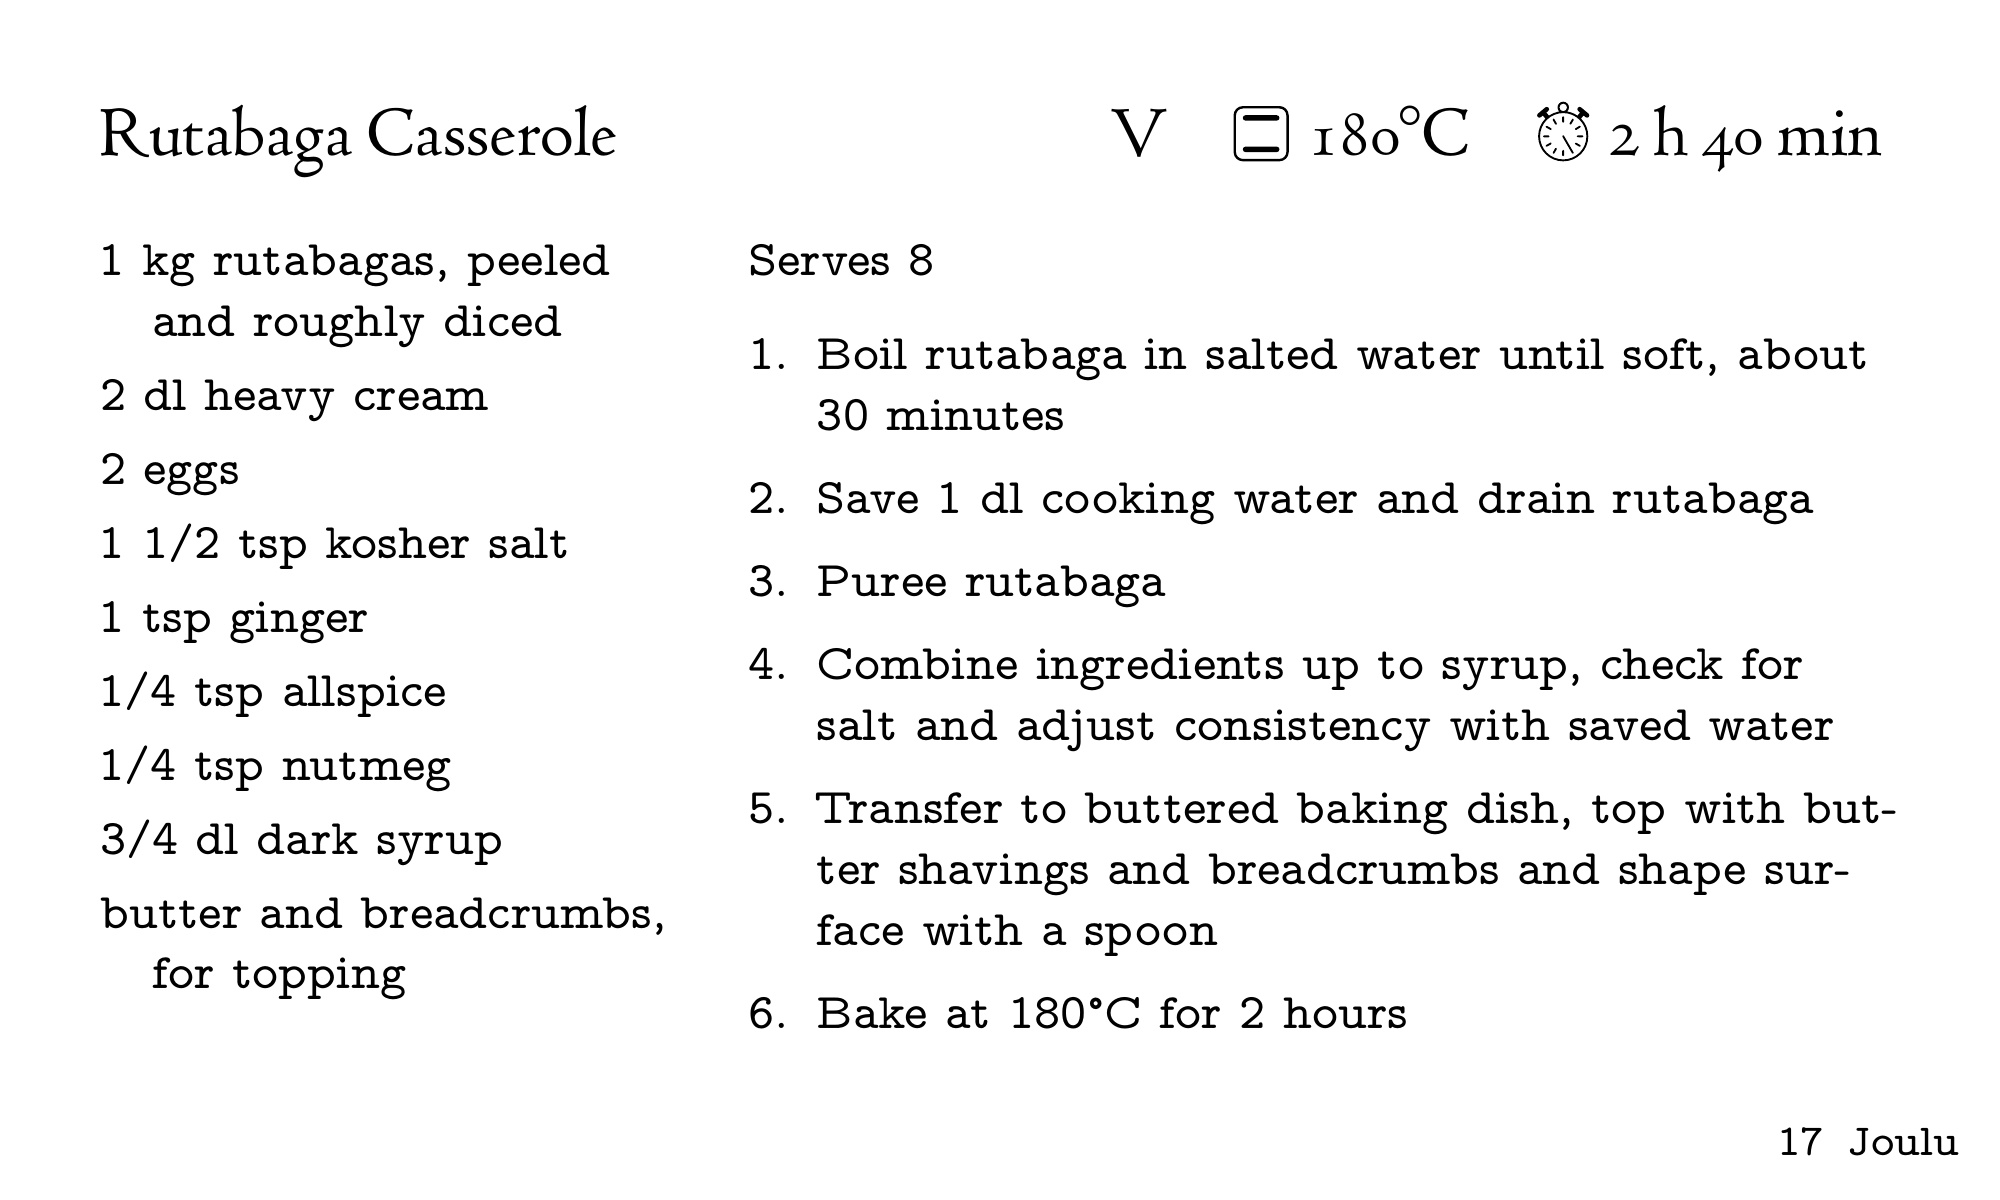 Rutabaga Casserole
V 180°C 2 h 40 min
1 kg rutabagas, peeled
and roughly diced
2 dl heavy cream
2 eggs
1 1/2 tsp kosher salt
1 tsp ginger
1/4 tsp allspice
1/4 tsp nutmeg
3/4 dl dark syrup
butter and breadcrumbs,
for topping
Serves 8
1. Boil rutabaga in salted water until soft, about
30 minutes
2. Save 1 dl cooking water and drain rutabaga
3. Puree rutabaga
4. Combine ingredients up to syrup, check for
salt and adjust consistency with saved water
5. Transfer to buttered baking dish, top with but-
ter shavings and breadcrumbs and shape sur-
face with a spoon
6. Bake at 180°C for 2 hours
17 Joulu